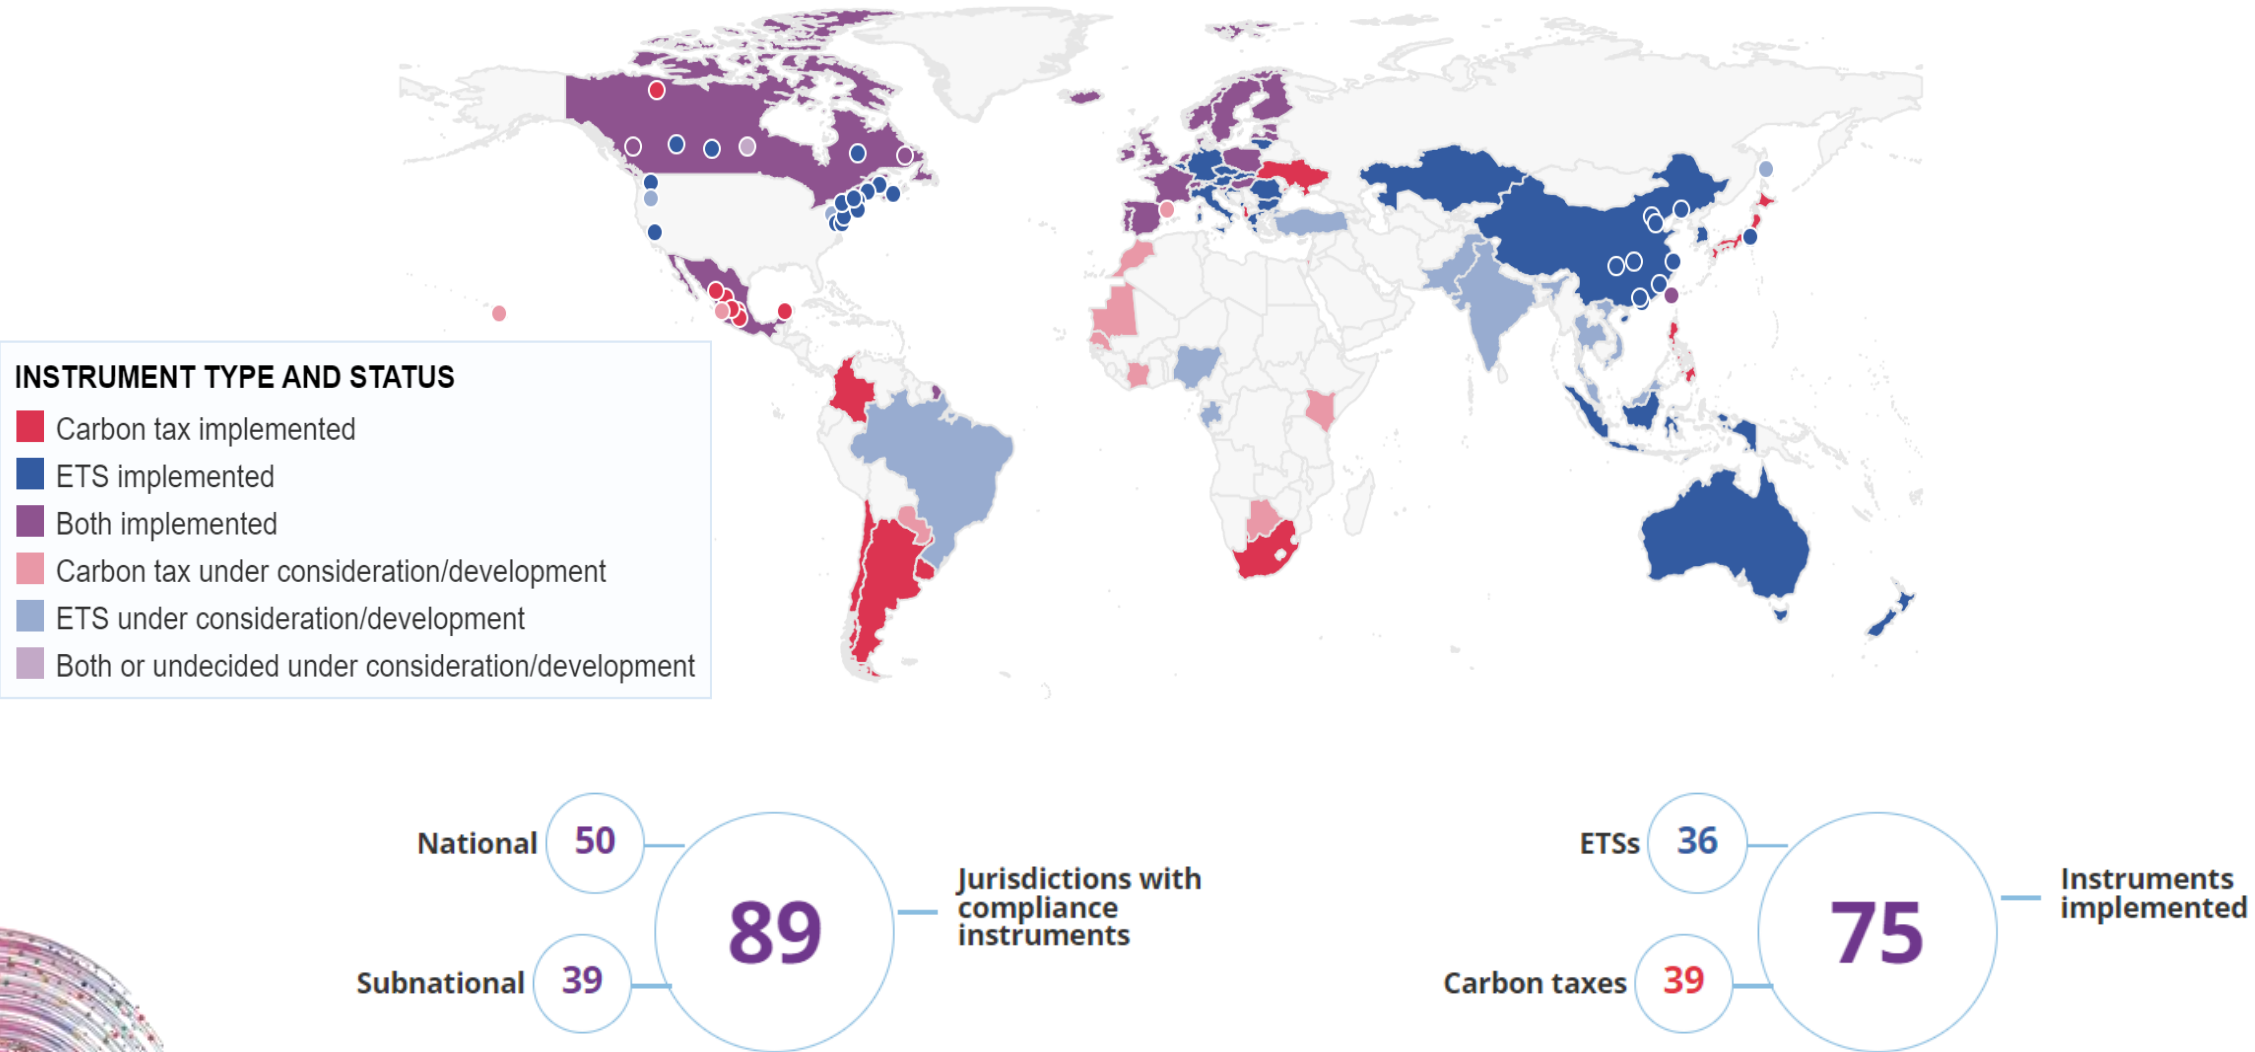 INSTRUMENT TYPE AND STATUS
Carbon tax implemented
ETS implemented
Both implemented
Carbon tax under consideration/development
ETS under consideration/development
Both or undecided under consideration/development
National
50
89
Subnational
39
Jurisdictions with
compliance
instruments
ETSs
36
75
Carbon taxes
39
Instruments
implemented